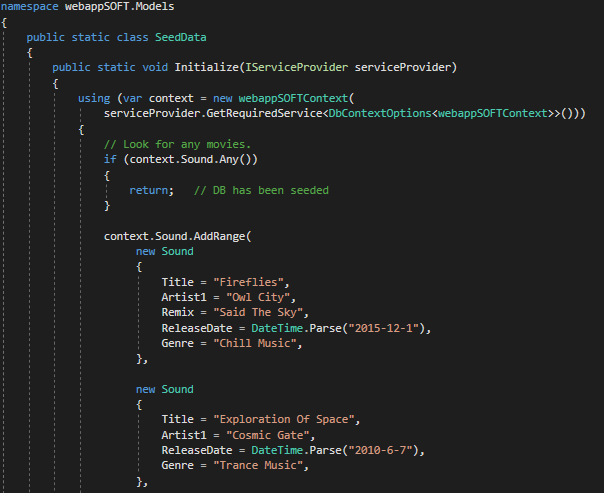 namespace webappSOFT.Models
{
public static class SeedData
{
public static void Initialize(IServiceProvider serviceProvider)
{
using (var context = new webappSOFTContext(
serviceProvider.GetRequiredService<DbContextOptions<webappSOFTContext>>()))
{
// Look for any movies.
if (context.Sound.Any())
{
return;   // DB has been seeded
}
context.Sound.AddRange(
new Sound
{
Title = "Fireflies",
Artist1 = "Owl City",
Remix = "Said The Sky",
ReleaseDate = DateTime.Parse("2015-12-1"),
Genre = "Chill Music",
},
new Sound
{
Title = "Exploration Of Space",
Artist1 = "Cosmic Gate",
ReleaseDate = DateTime.Parse("2010-6-7"),
Genre = "Trance Music",
},